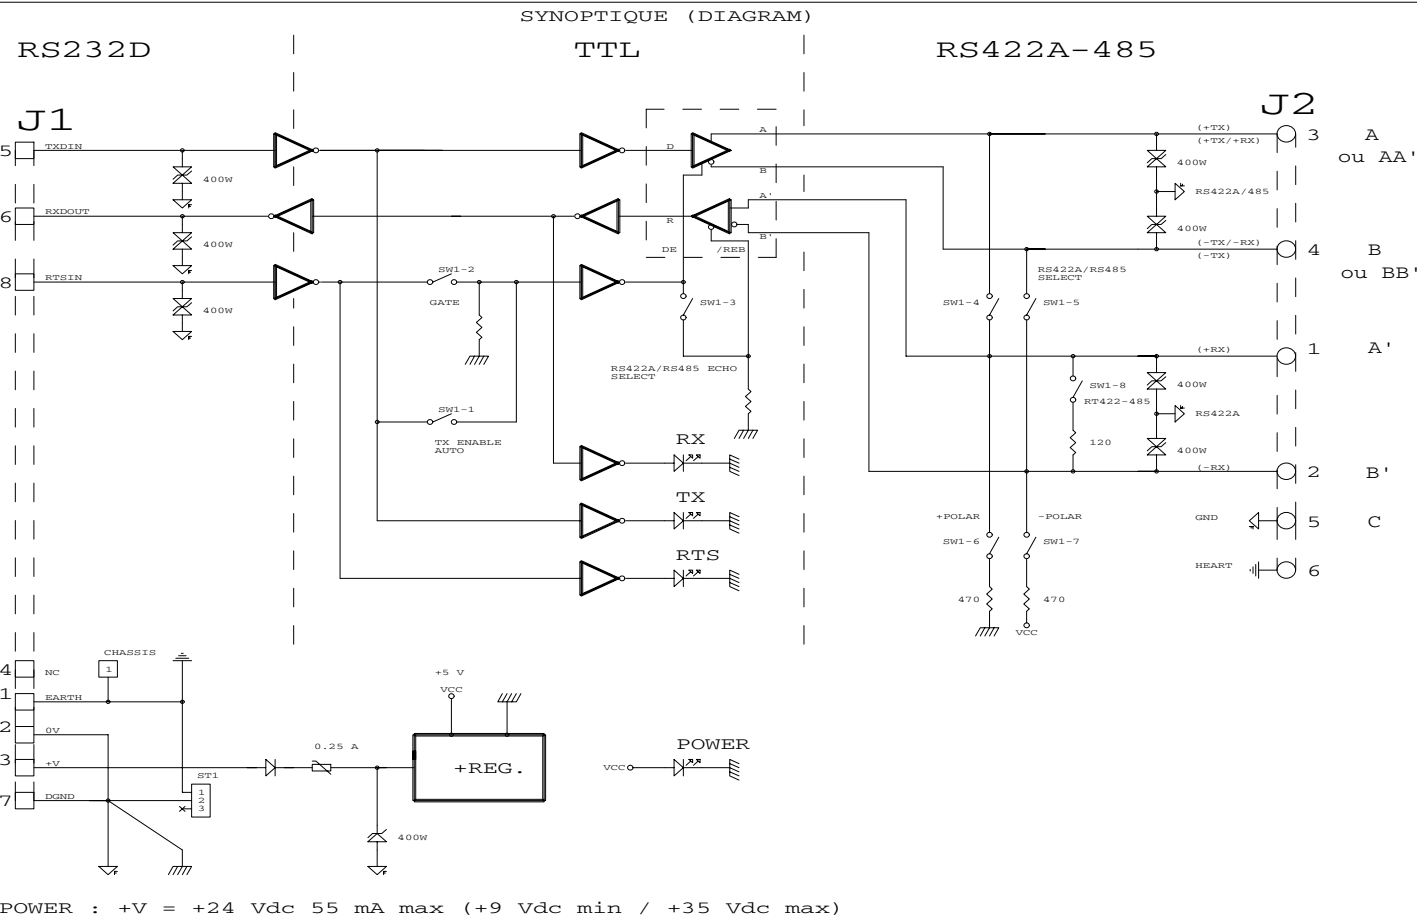 SYNOPTIQUE (DIAGRAM)
RS232D
TTL
RS422A-485
J1
J2
5
TXDIN
400W
6
RXDOUT
400W
8
RTSIN
400W
D
A
B
R
A'
B'
DE
/REB
SW1-2
GATE
SW1-3
RS422A/RS485 ECHO
SELECT
SW1-1
TX ENABLE
AUTO
RX
TX
RTS
(+TX)
(+TX/+RX)
3
A
ou AA'
400W
RS422A/485
400W
(-TX/-RX)
(-TX)
4
B
ou BB'
RS422A/RS485
SELECT
SW1-4
SW1-5
(+RX)
1
A'
SW1-8
RT422-485
400W
RS422A
120
400W
(-RX)
2
B'
+POLAR
-POLAR
GND
5
C
SW1-6
SW1-7
HEART
6
470
470
VCC
4
NC
CHASSIS
1
1
EARTH
2
0V
3
+V
7
DGND
ST1
1
2
3
0.25 A
400W
+5 V
VCC
+REG.
POWER
VCC
POWER : +V = +24 Vdc 55 mA max (+9 Vdc min / +35 Vdc max)